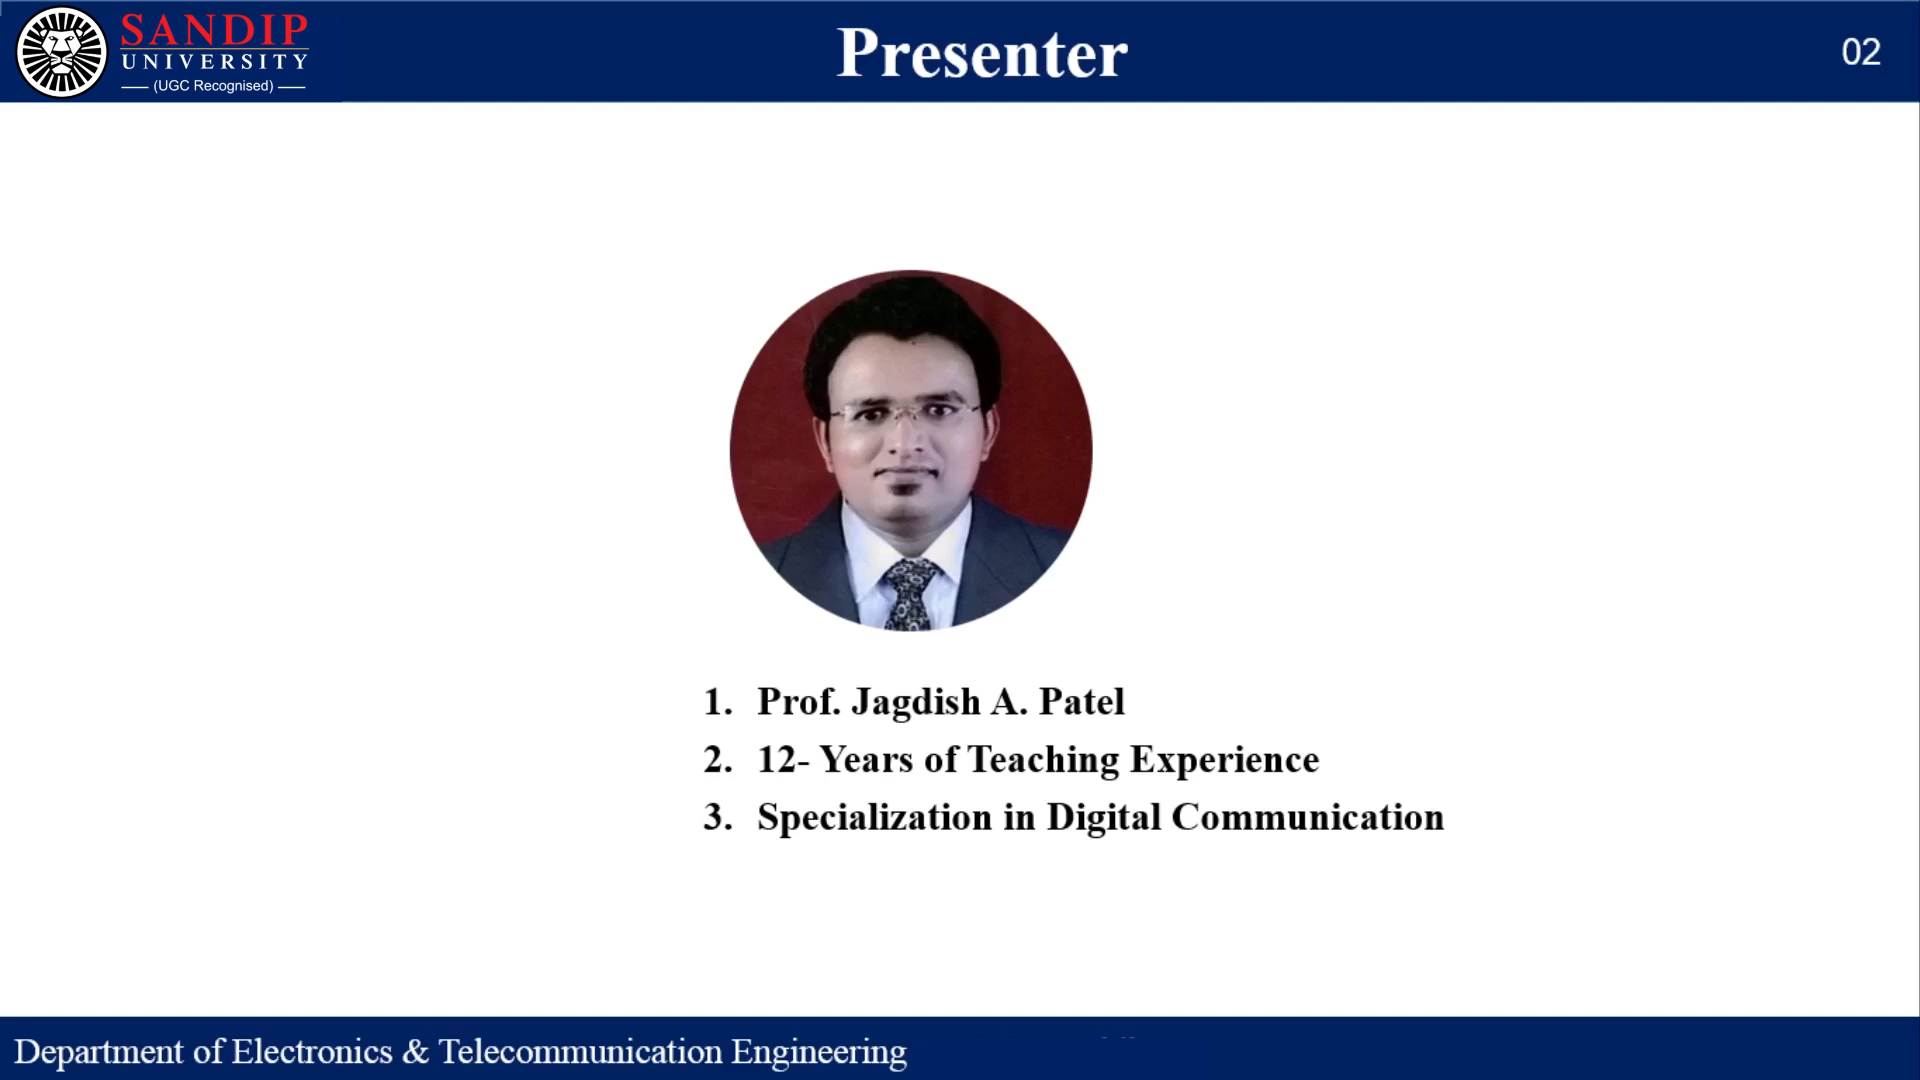 SANDIP
UNIVERSITY
(UGC Recognised)
Presenter
02
1. Prof. Jagdish A. Patel
2. 12- Years of Teaching Experience
3. Specialization in Digital Communication
Department of Electronics & Telecommunication Engineering